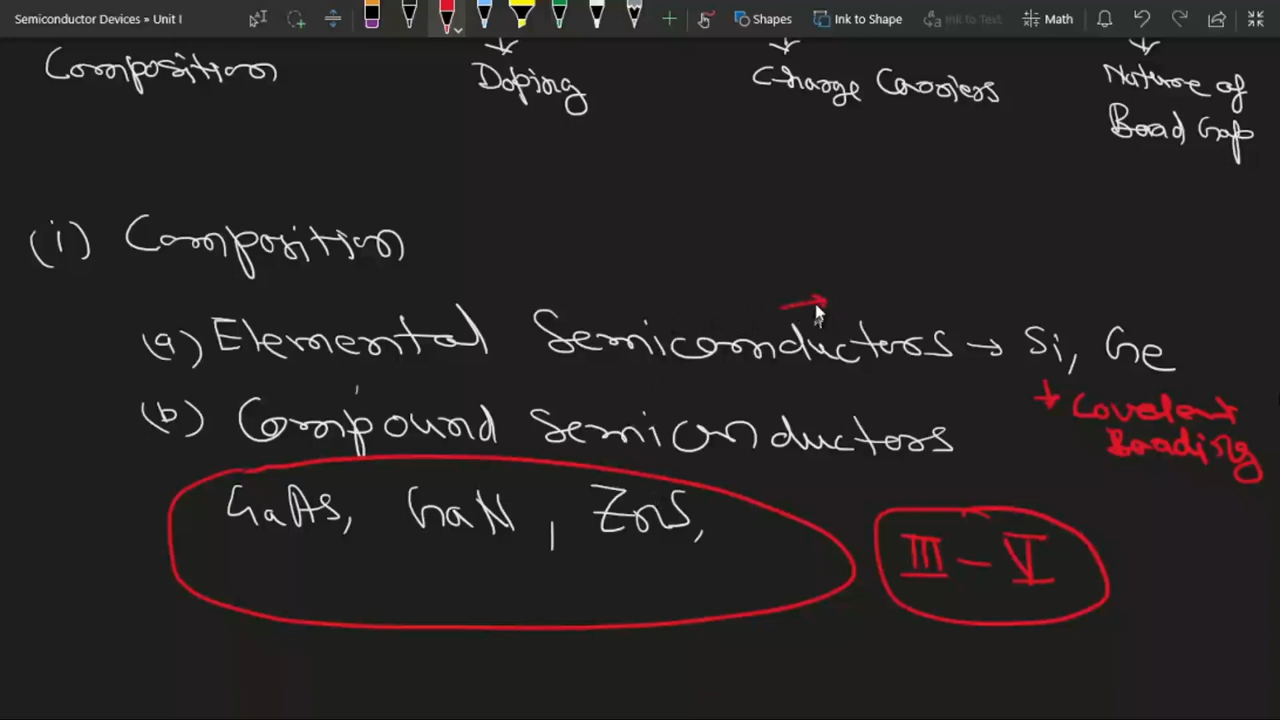 Semiconductor Devices » Unit I
Shapes Ink to Shape Ink to Text Math
Composition Doping Charge Carriers Nature of
Band Gap
(i) Composition
(a) Elemental Semiconductors → Si, Ge
↓ Covalent
Bonding
(b) Compound Semiconductors
GaAs, GaN, ZnS,
III - V